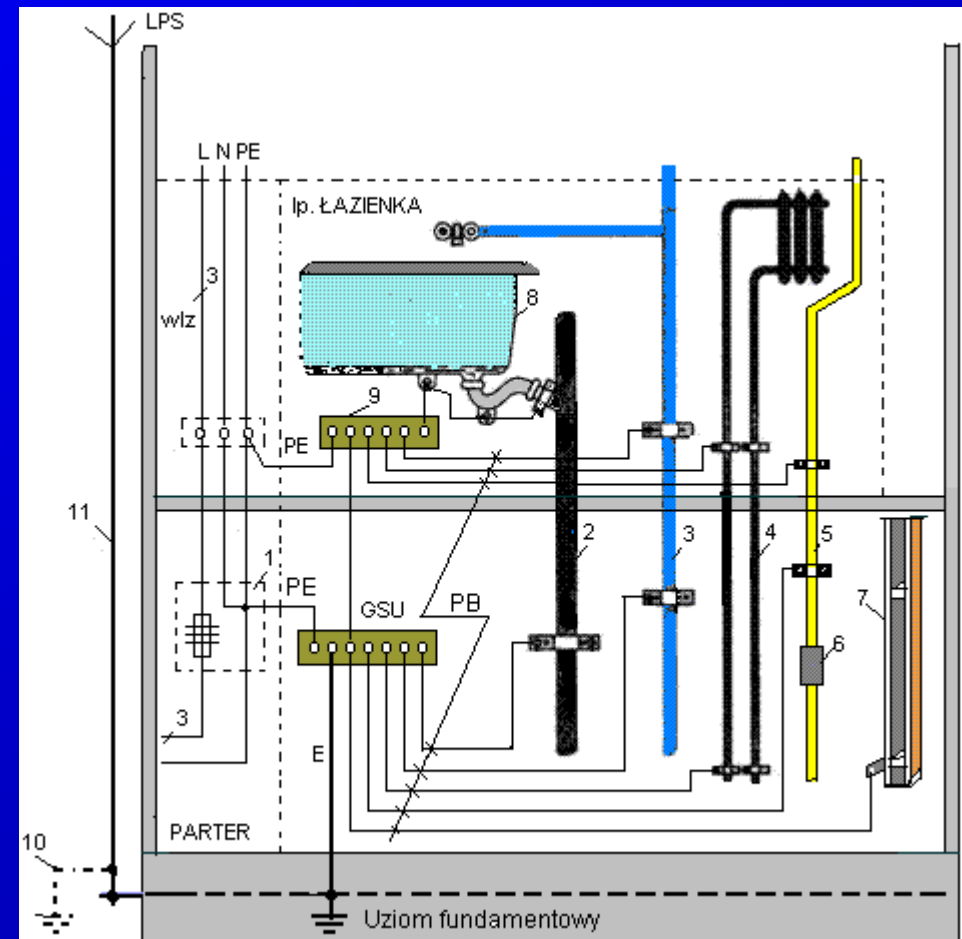 LPS
L N PE
Ip. ŁAZIENKA
3
wlz
8
9
PE
11
1
PE
GSU
PB
2
3
4
5
7
6
3
E
PARTER
10
Uziom fundamentowy